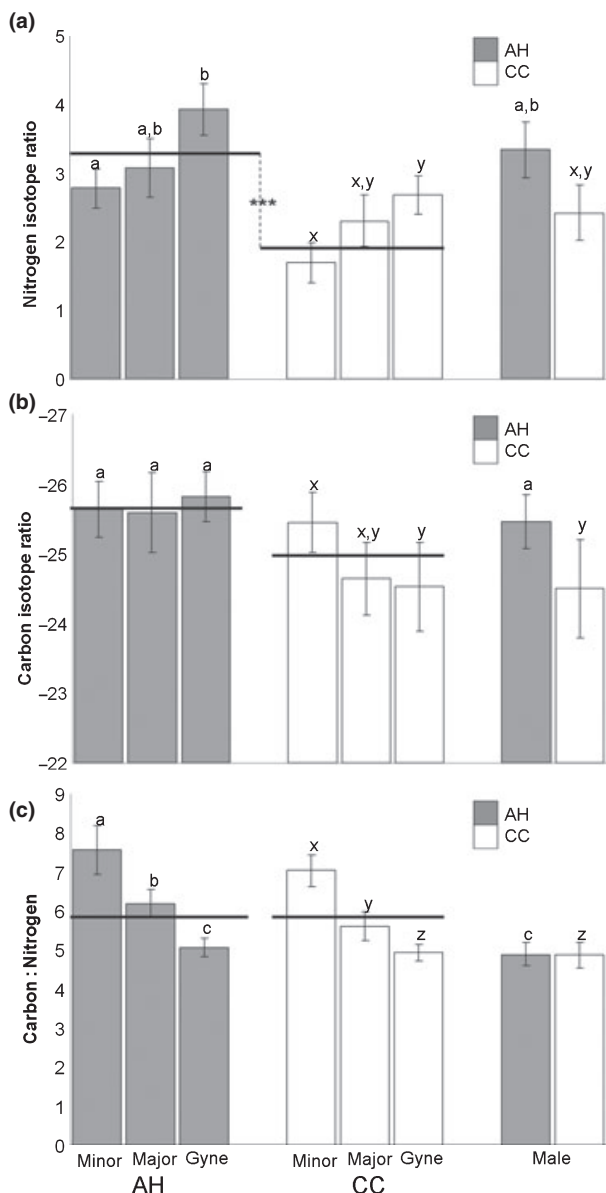 (a)
Nitrogen isotope ratio
5
4
3
2
1
0
a
a,b
b
***
x
x,y
y
AH
CC
a,b
x,y
(b)
Carbon isotope ratio
–27
–26
–25
–24
–23
–22
a
a
a
x
x,y
y
AH
CC
a
y
(c)
Carbon : Nitrogen
9
8
7
6
5
4
3
2
1
0
a
b
c
x
y
z
AH
CC
c
z
Minor Major Gyne Minor Major Gyne Male
AH CC